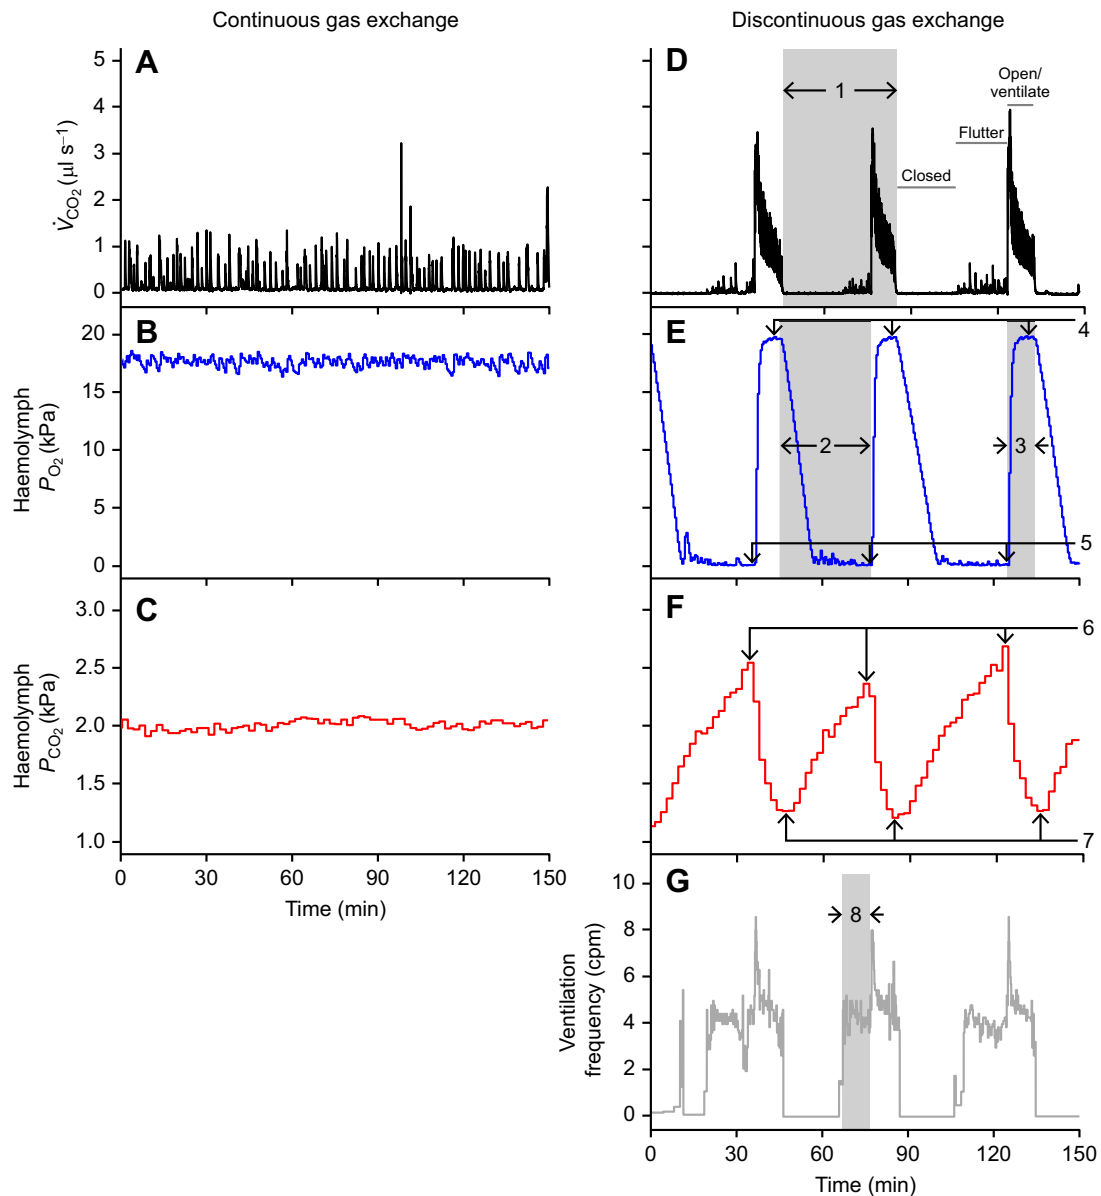 Continuous gas exchange
Discontinuous gas exchange
A
5
4
3
2
1
0
V̇CO2 (µl s−1)
D
1
Open/
ventilate
Flutter
Closed
B
20
15
10
5
0
Haemolymph
PO2 (kPa)
E
4
2
3
5
C
3.0
2.5
2.0
1.5
1.0
Haemolymph
PCO2 (kPa)
0 30 60 90 120 150
Time (min)
F
6
7
G
10
8
6
4
2
0
Ventilation
frequency (cpm)
8
0 30 60 90 120 150
Time (min)